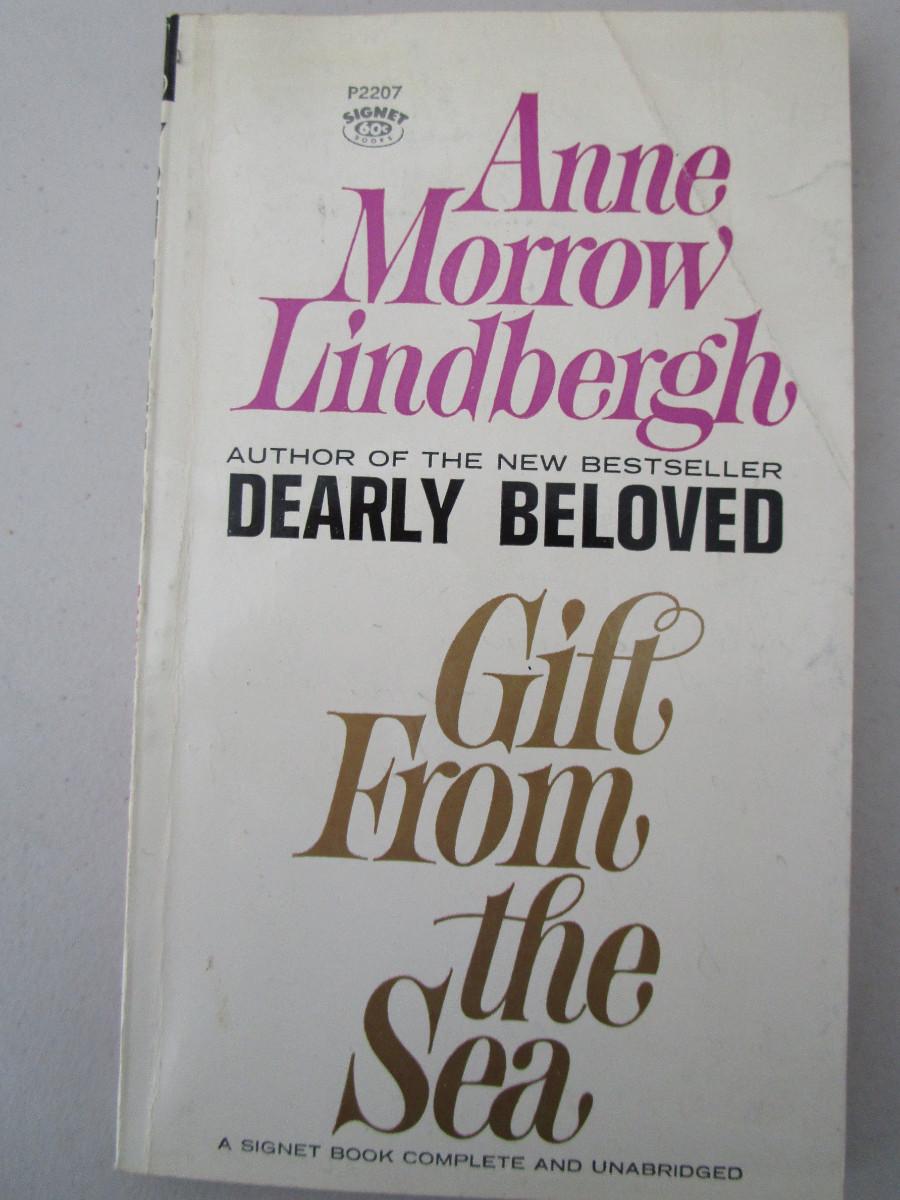 P2207
SIGNET
60¢
BOOKS
Anne
Morrow
Lindbergh
AUTHOR OF THE NEW BESTSELLER
DEARLY BELOVED
Gift
From
the
Sea
A SIGNET BOOK COMPLETE AND UNABRIDGED